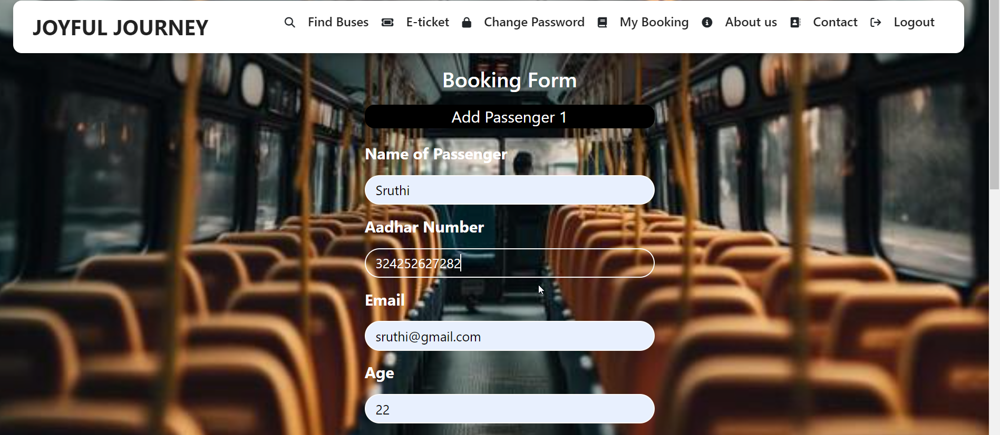 JOYFUL JOURNEY
Find Buses E-ticket Change Password My Booking About us Contact Logout
Booking Form
Add Passenger 1
Name of Passenger
Sruthi
Aadhar Number
324252627282
Email
sruthi@gmail.com
Age
22